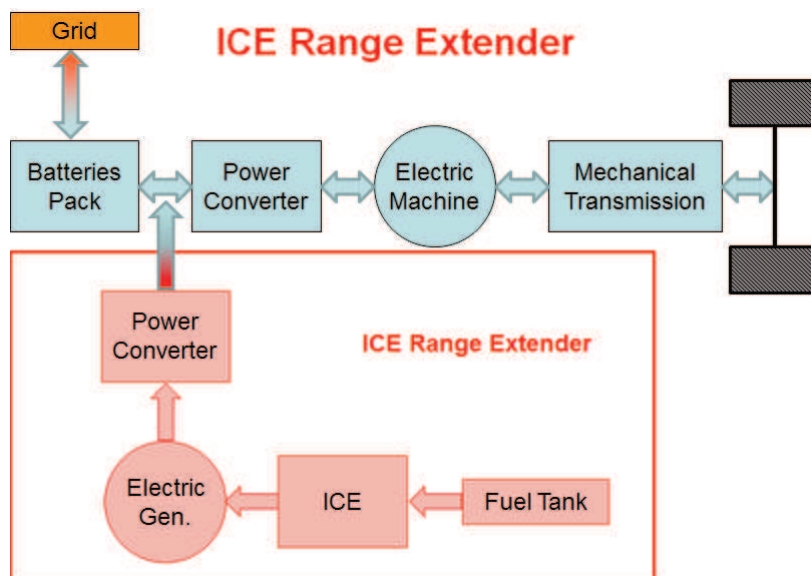 Grid
ICE Range Extender
Batteries
Pack
Power
Converter
Electric
Machine
Mechanical
Transmission
Power
Converter
ICE Range Extender
Electric
Gen.
ICE
Fuel Tank